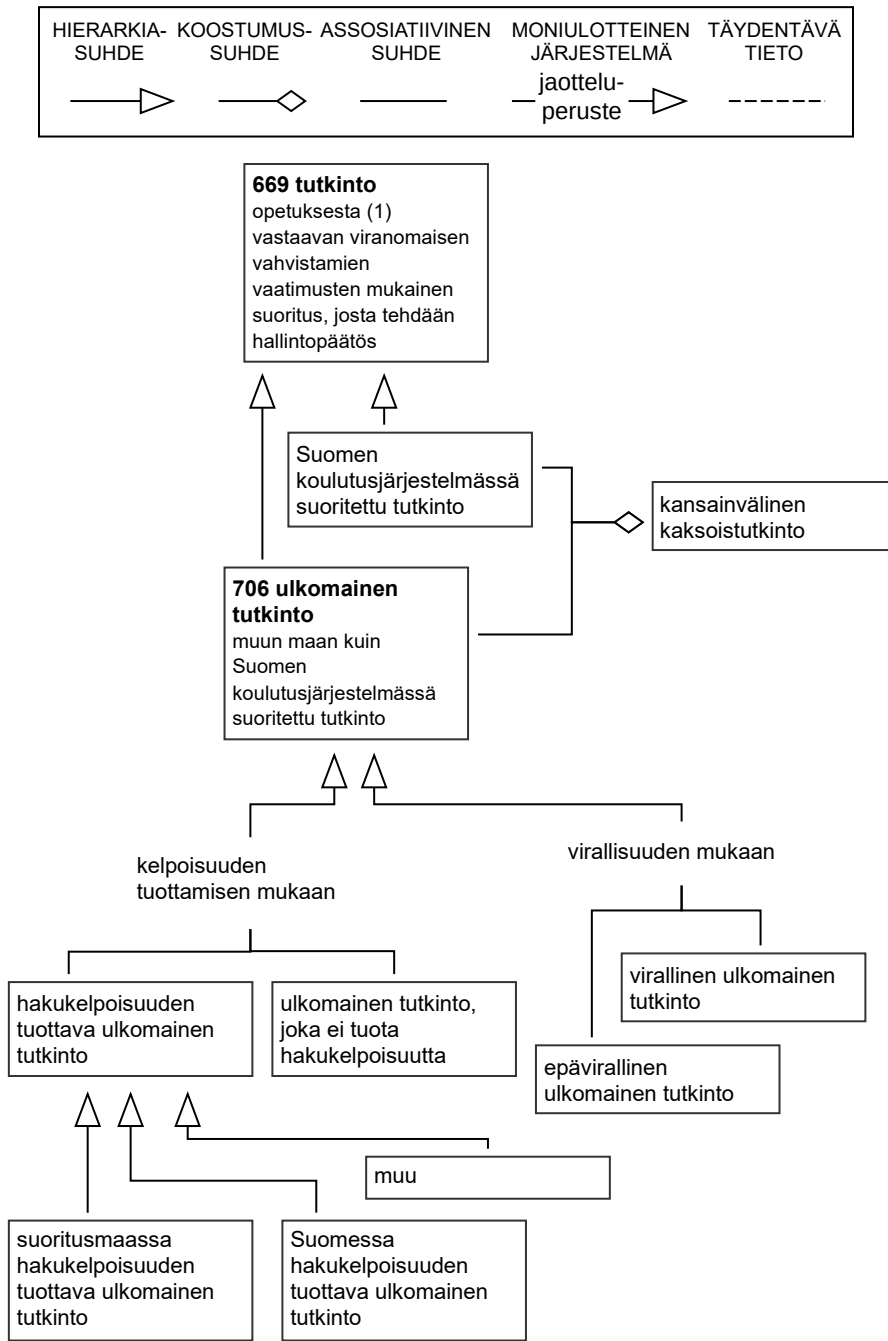 HIERARKIA-
SUHDE
KOOSTUMUS-
SUHDE
ASSOSIATIIVINEN
SUHDE
MONIULOTTEINEN
JÄRJESTELMÄ
jaottelu-
peruste
TÄYDENTÄVÄ
TIETO
669 tutkinto
opetuksesta (1)
vastaavan viranomaisen
vahvistamien
vaatimusten mukainen
suoritus, josta tehdään
hallintopäätös
Suomen
koulutusjärjestelmässä
suoritettu tutkinto
kansainvälinen
kaksoistutkinto
706 ulkomainen
tutkinto
muun maan kuin
Suomen
koulutusjärjestelmässä
suoritettu tutkinto
kelpoisuuden
tuottamisen mukaan
virallisuuden mukaan
hakukelpoisuuden
tuottava ulkomainen
tutkinto
ulkomainen tutkinto,
joka ei tuota
hakukelpoisuutta
virallinen ulkomainen
tutkinto
epävirallinen
ulkomainen tutkinto
muu
suoritusmaassa
hakukelpoisuuden
tuottava ulkomainen
tutkinto
Suomessa
hakukelpoisuuden
tuottava ulkomainen
tutkinto